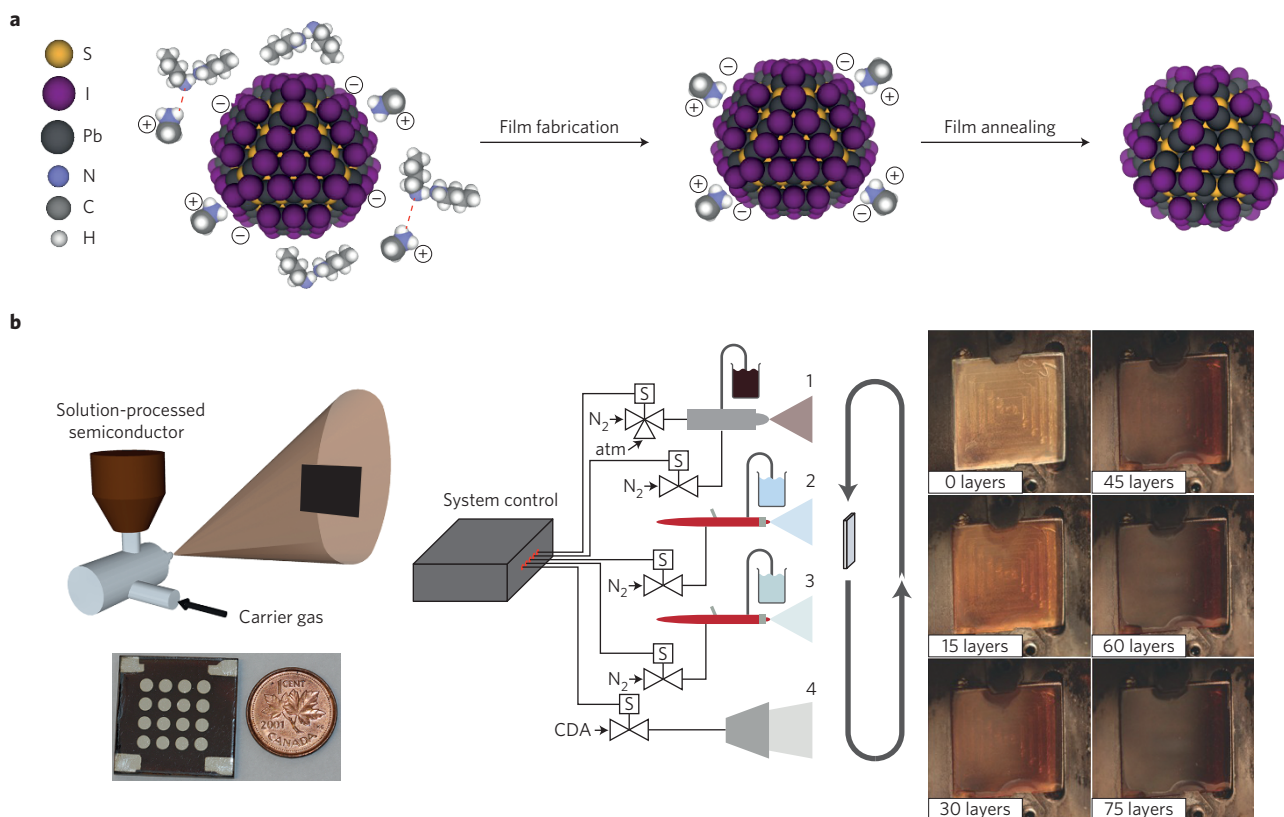 a
S
I
Pb
N
C
H
Film fabrication
Film annealing
b
Solution-processed
semiconductor
Carrier gas
1
CENT
2001
CANADA
System control
S
N2
atm
1
S
N2
2
S
N2
3
S
N2
4
S
CDA
0 layers
45 layers
15 layers
60 layers
30 layers
75 layers